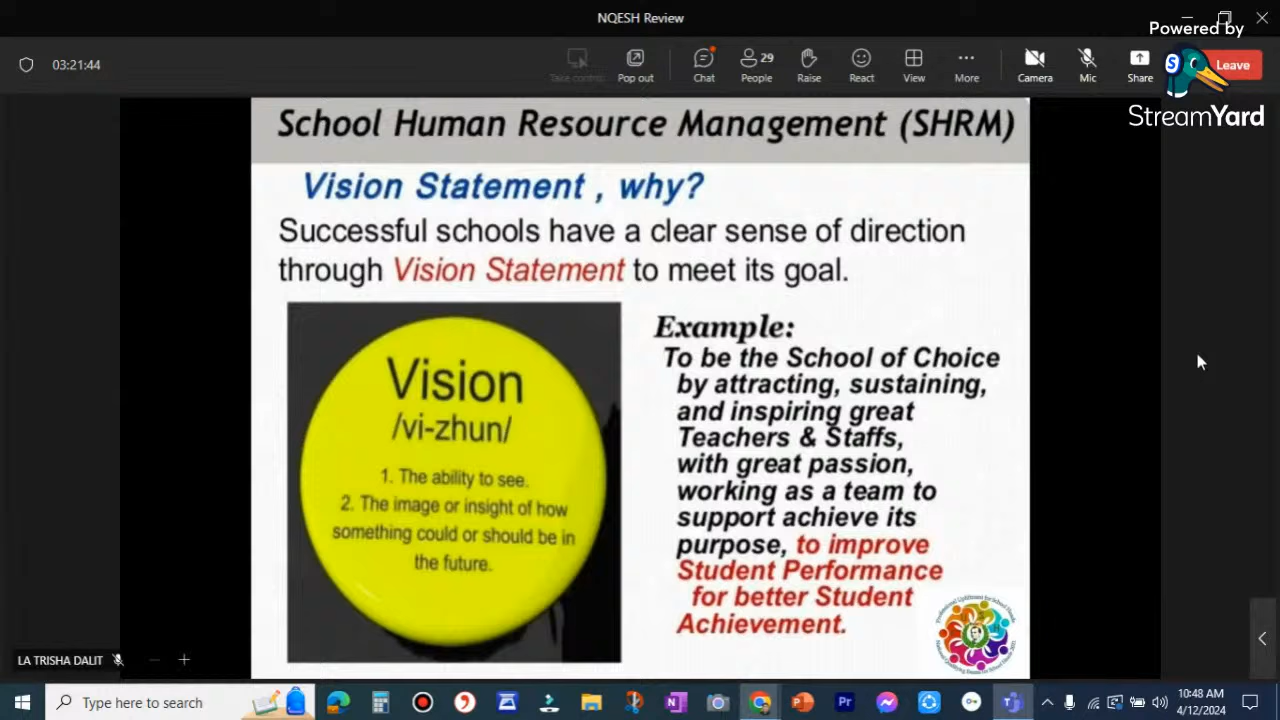 NQESH Review
Powered by
StreamYard
03:21:44
Take control
Pop out
Chat
29
People
Raise
React
View
More
Camera
Mic
Share
Leave
School Human Resource Management (SHRM)
Vision Statement , why?
Successful schools have a clear sense of direction
through Vision Statement to meet its goal.
Vision
/vi-zhun/
1. The ability to see.
2. The image or insight of how
something could or should be in
the future.
Example:
To be the School of Choice
by attracting, sustaining,
and inspiring great
Teachers & Staffs,
with great passion,
working as a team to
support achieve its
purpose, to improve
Student Performance
for better Student
Achievement.
LA TRISHA DALIT
Type here to search
10:48 AM
4/12/2024